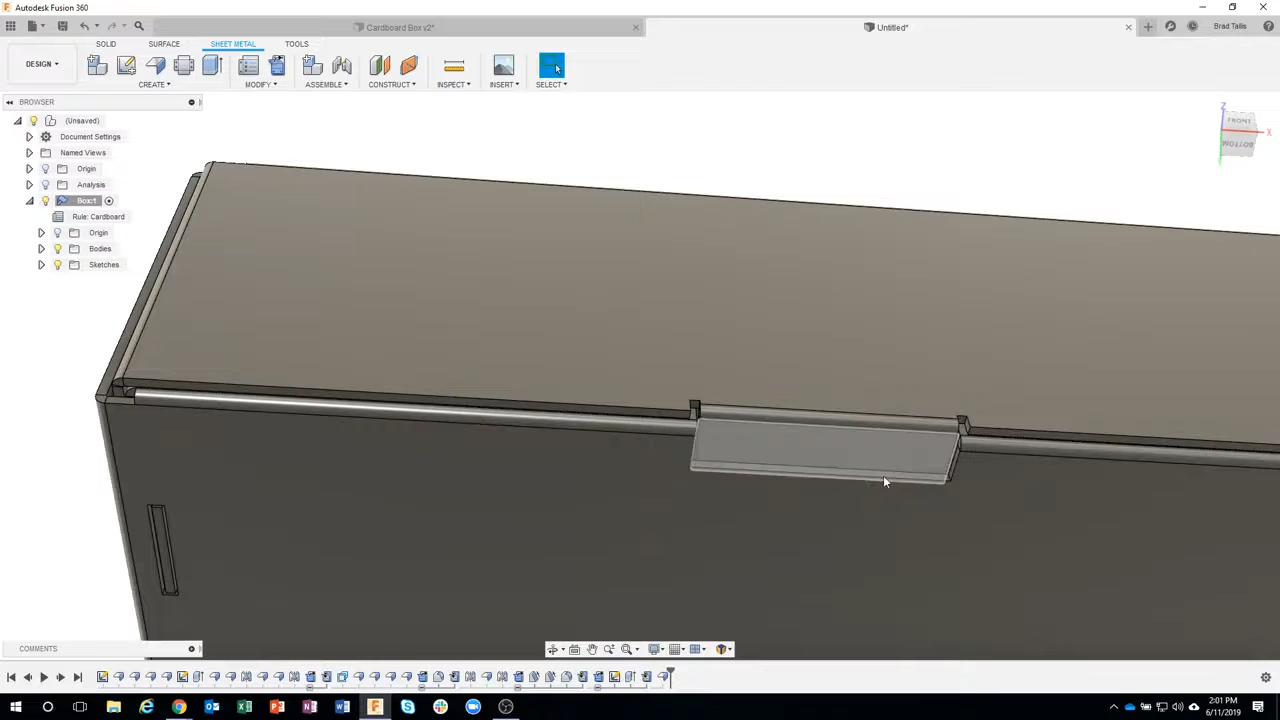 Autodesk Fusion 360
Cardboard Box v2*
Untitled*
Brad Tallis
DESIGN
SOLID SURFACE SHEET METAL TOOLS
CREATE MODIFY ASSEMBLE CONSTRUCT INSPECT INSERT SELECT
BROWSER
(Unsaved)
Document Settings
Named Views
Origin
Analysis
Box:1
Rule: Cardboard
Origin
Bodies
Sketches
Z
FRONT
X
BOTTOM
COMMENTS
2:01 PM
6/11/2019